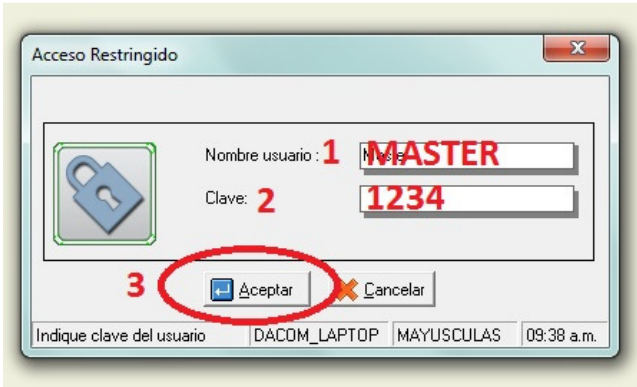 Acceso Restringido
Nombre usuario : 1 MASTER
Clave: 2 1234
3 Aceptar Cancelar
Indique clave del usuario DACOM_LAPTOP MAYUSCULAS 09:38 a.m.